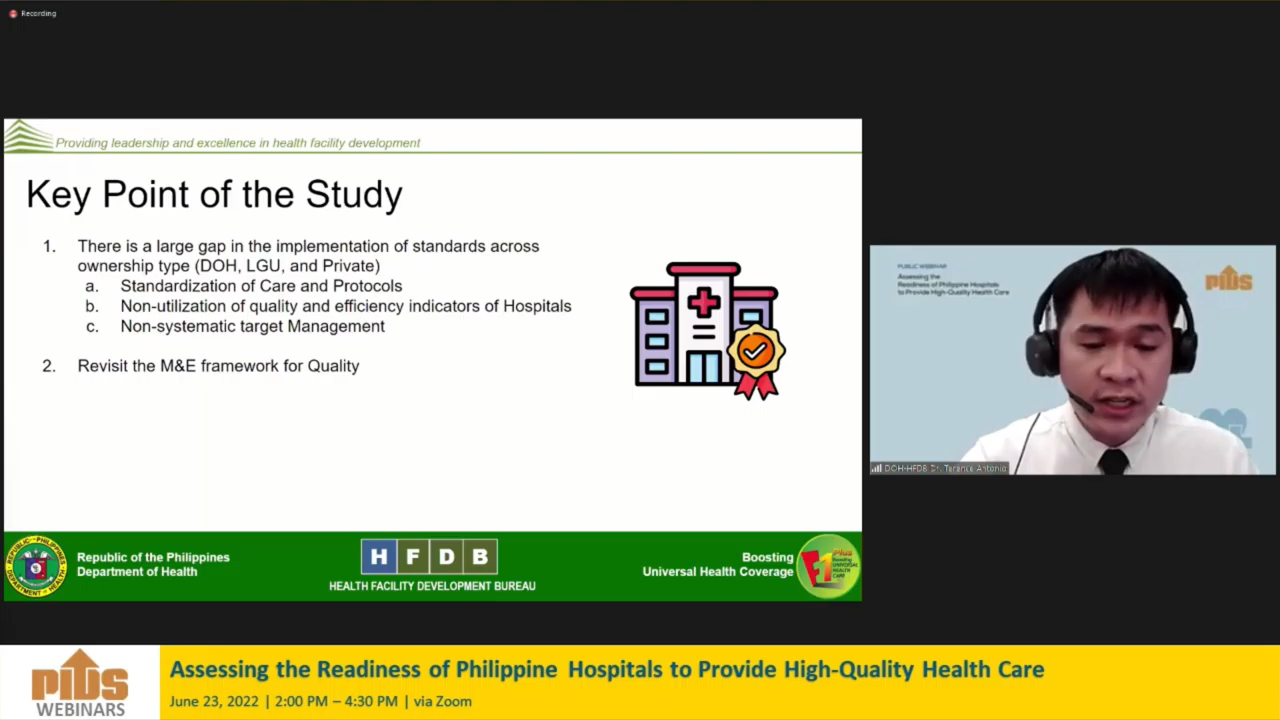 Recording
Providing leadership and excellence in health facility development
Key Point of the Study
1. There is a large gap in the implementation of standards across
ownership type (DOH, LGU, and Private)
a. Standardization of Care and Protocols
b. Non-utilization of quality and efficiency indicators of Hospitals
c. Non-systematic target Management
2. Revisit the M&E framework for Quality
Republic of the Philippines
Department of Health
H F D B
HEALTH FACILITY DEVELOPMENT BUREAU
Boosting
Universal Health Coverage
F1 Plus
PUBLIC WEBINAR
Assessing the
Readiness of Philippine Hospitals
to Provide High-Quality Health Care
PIDS
DOH-HFDB Dr. Terence Antonio
PIDS
WEBINARS
Assessing the Readiness of Philippine Hospitals to Provide High-Quality Health Care
June 23, 2022 | 2:00 PM – 4:30 PM | via Zoom